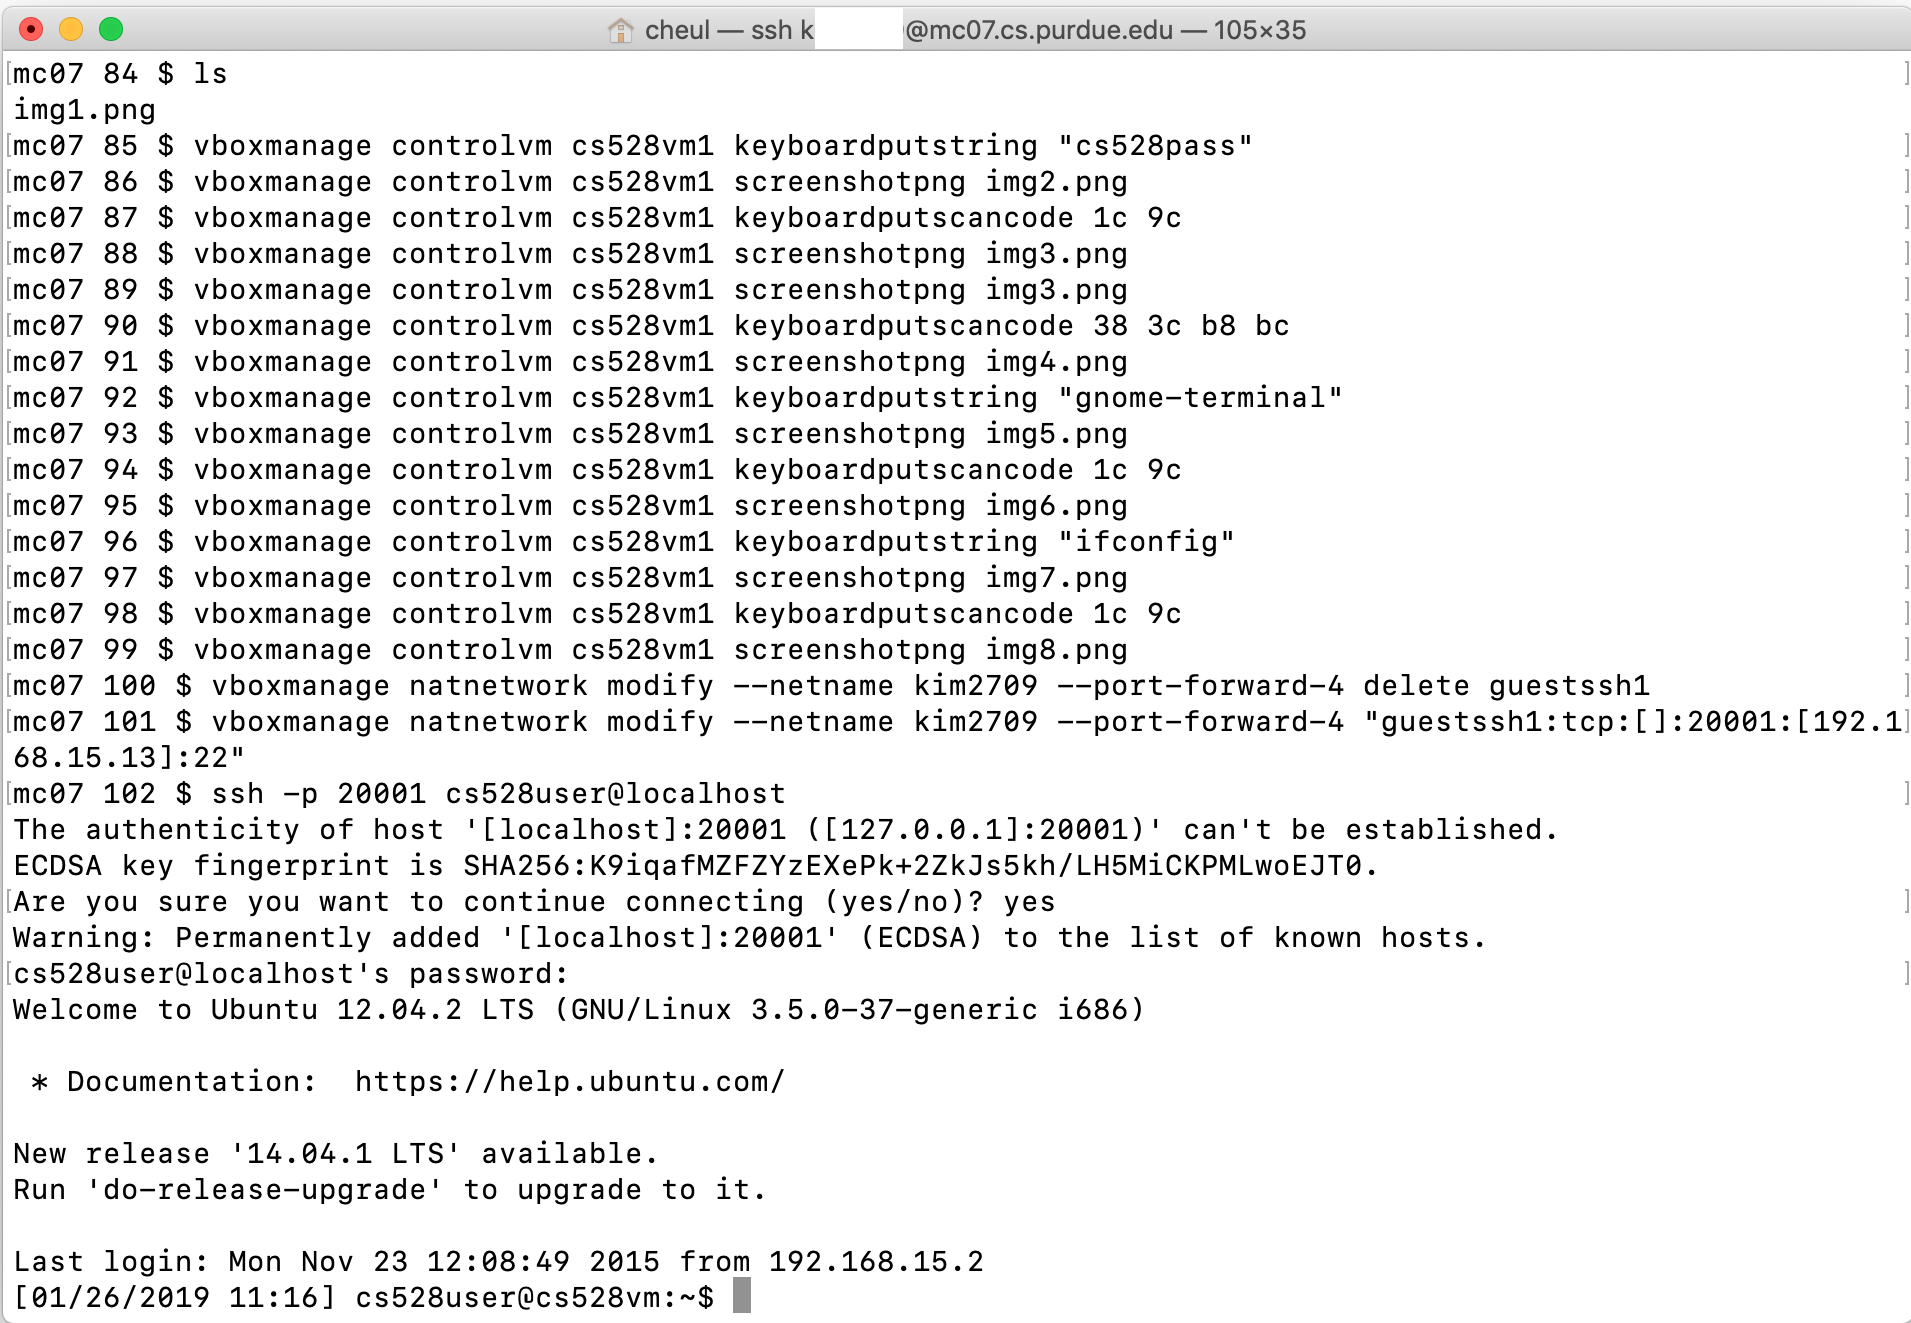 cheul — ssh k @mc07.cs.purdue.edu — 105×35
mc07 84 $ ls
img1.png
mc07 85 $ vboxmanage controlvm cs528vm1 keyboardputstring "cs528pass"
mc07 86 $ vboxmanage controlvm cs528vm1 screenshotpng img2.png
mc07 87 $ vboxmanage controlvm cs528vm1 keyboardputscancode 1c 9c
mc07 88 $ vboxmanage controlvm cs528vm1 screenshotpng img3.png
mc07 89 $ vboxmanage controlvm cs528vm1 screenshotpng img3.png
mc07 90 $ vboxmanage controlvm cs528vm1 keyboardputscancode 38 3c b8 bc
mc07 91 $ vboxmanage controlvm cs528vm1 screenshotpng img4.png
mc07 92 $ vboxmanage controlvm cs528vm1 keyboardputstring "gnome-terminal"
mc07 93 $ vboxmanage controlvm cs528vm1 screenshotpng img5.png
mc07 94 $ vboxmanage controlvm cs528vm1 keyboardputscancode 1c 9c
mc07 95 $ vboxmanage controlvm cs528vm1 screenshotpng img6.png
mc07 96 $ vboxmanage controlvm cs528vm1 keyboardputstring "ifconfig"
mc07 97 $ vboxmanage controlvm cs528vm1 screenshotpng img7.png
mc07 98 $ vboxmanage controlvm cs528vm1 keyboardputscancode 1c 9c
mc07 99 $ vboxmanage controlvm cs528vm1 screenshotpng img8.png
mc07 100 $ vboxmanage natnetwork modify --netname kim2709 --port-forward-4 delete guestssh1
mc07 101 $ vboxmanage natnetwork modify --netname kim2709 --port-forward-4 "guestssh1:tcp:[]:20001:[192.1
68.15.13]:22"
mc07 102 $ ssh -p 20001 cs528user@localhost
The authenticity of host '[localhost]:20001 ([127.0.0.1]:20001)' can't be established.
ECDSA key fingerprint is SHA256:K9iqafMZFZYzEXePk+2ZkJs5kh/LH5MiCKPMLwoEJT0.
Are you sure you want to continue connecting (yes/no)? yes
Warning: Permanently added '[localhost]:20001' (ECDSA) to the list of known hosts.
cs528user@localhost's password:
Welcome to Ubuntu 12.04.2 LTS (GNU/Linux 3.5.0-37-generic i686)
* Documentation:  https://help.ubuntu.com/
New release '14.04.1 LTS' available.
Run 'do-release-upgrade' to upgrade to it.
Last login: Mon Nov 23 12:08:49 2015 from 192.168.15.2
[01/26/2019 11:16] cs528user@cs528vm:~$